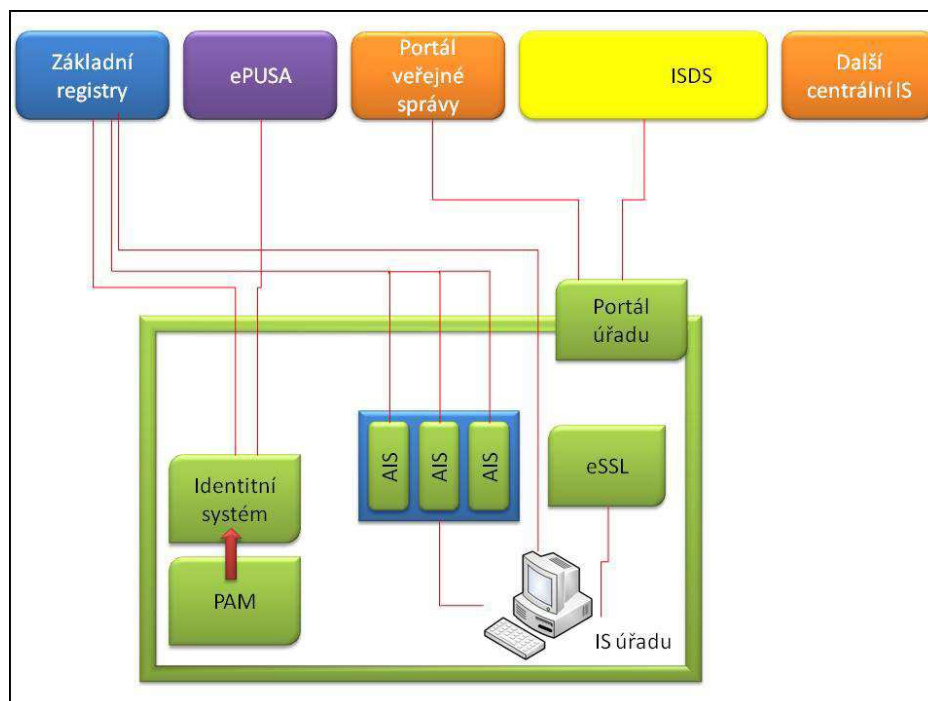 Základní
registry
ePUSA
Portál
veřejné
správy
ISDS
Další
centrální IS
Portál
úřadu
AIS
AIS
AIS
eSSL
Identitní
systém
PAM
IS úřadu